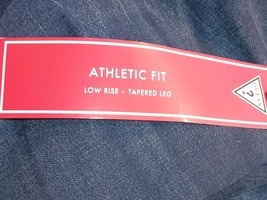 ATHLETIC FIT
LOW RISE - TAPERED LEG